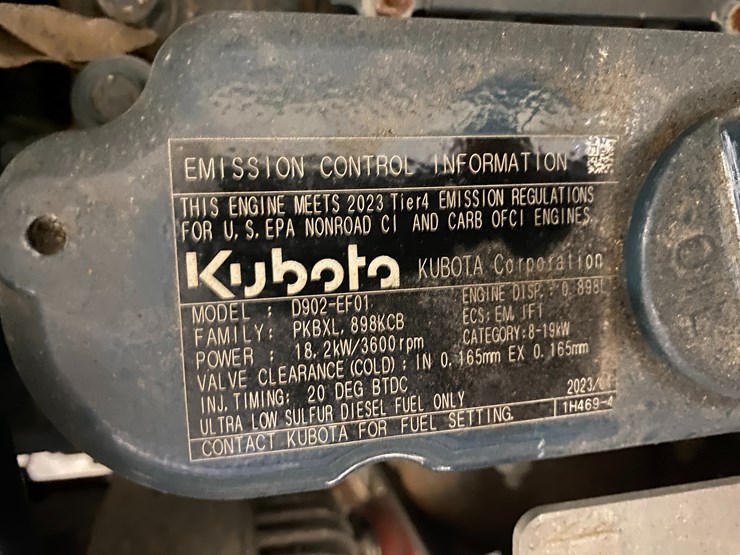 EMISSION CONTROL INFORMATION
THIS ENGINE MEETS 2023 Tier4 EMISSION REGULATIONS
FOR U.S.EPA NONROAD CI AND CARB OFCI ENGINES.
Kubota KUBOTA Corporation
MODEL : D902-EF01 ENGINE DISP.: 0.898L
FAMILY: PKBXL.898KCB ECS: EM, IFI
POWER : 18.2kW/3600rpm CATEGORY:8-19kW
VALVE CLEARANCE (COLD) : IN 0.165mm EX 0.165mm
INJ.TIMING: 20 DEG BTDC
ULTRA LOW SULFUR DIESEL FUEL ONLY
CONTACT KUBOTA FOR FUEL SETTING. 1H469-4
OIL